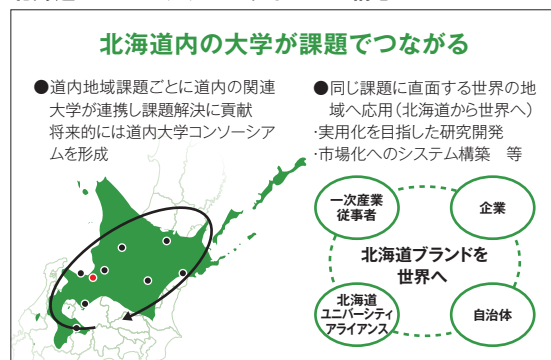 北海道内の大学が課題でつながる
●道内地域課題ごとに道内の関連
大学が連携し課題解決に貢献
将来的には道内大学コンソーシア
ムを形成
●同じ課題に直面する世界の地
域へ応用（北海道から世界へ）
・実用化を目指した研究開発
・市場化へのシステム構築　等
一次産業
従事者
企業
北海道ブランドを
世界へ
北海道
ユニバーシティ
アライアンス
自治体